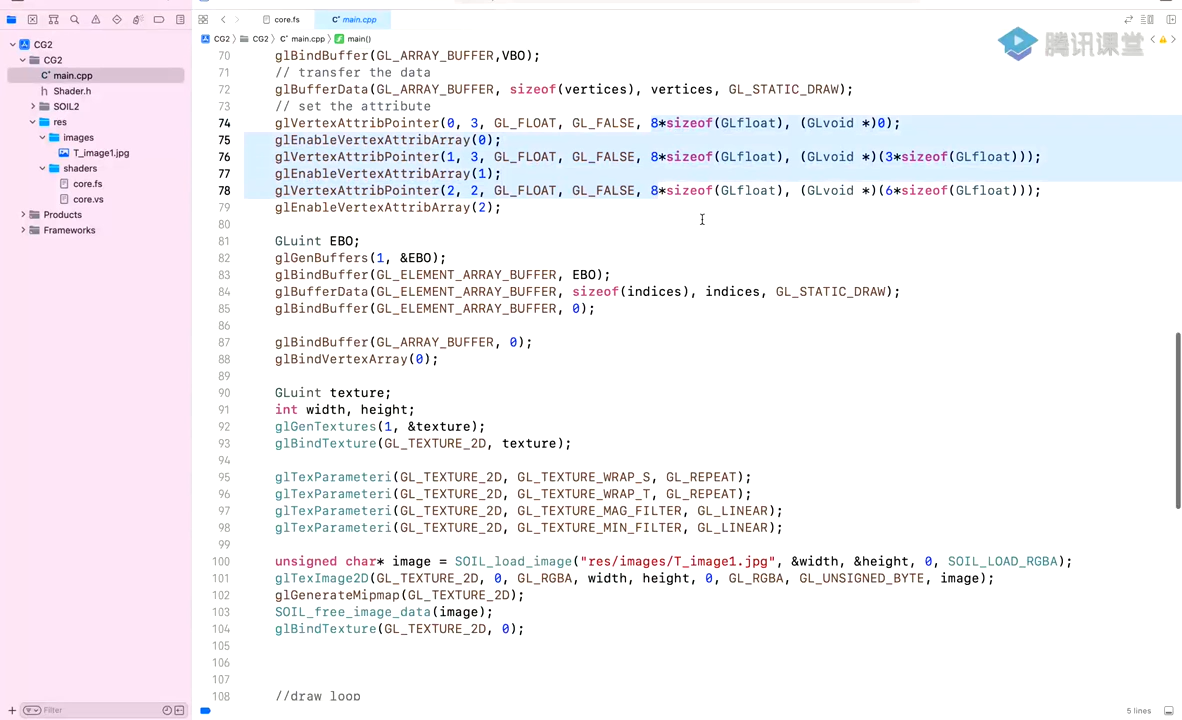 core.fs
main.cpp
CG2
CG2
main.cpp
main()
腾讯课堂
CG2
CG2
main.cpp
Shader.h
SOIL2
res
images
T_image1.jpg
shaders
core.fs
core.vs
Products
Frameworks
70 glBindBuffer(GL_ARRAY_BUFFER,VBO);
71 // transfer the data
72 glBufferData(GL_ARRAY_BUFFER, sizeof(vertices), vertices, GL_STATIC_DRAW);
73 // set the attribute
74 glVertexAttribPointer(0, 3, GL_FLOAT, GL_FALSE, 8*sizeof(GLfloat), (GLvoid *)0);
75 glEnableVertexAttribArray(0);
76 glVertexAttribPointer(1, 3, GL_FLOAT, GL_FALSE, 8*sizeof(GLfloat), (GLvoid *)(3*sizeof(GLfloat)));
77 glEnableVertexAttribArray(1);
78 glVertexAttribPointer(2, 2, GL_FLOAT, GL_FALSE, 8*sizeof(GLfloat), (GLvoid *)(6*sizeof(GLfloat)));
79 glEnableVertexAttribArray(2);
80
81 GLuint EBO;
82 glGenBuffers(1, &EBO);
83 glBindBuffer(GL_ELEMENT_ARRAY_BUFFER, EBO);
84 glBufferData(GL_ELEMENT_ARRAY_BUFFER, sizeof(indices), indices, GL_STATIC_DRAW);
85 glBindBuffer(GL_ELEMENT_ARRAY_BUFFER, 0);
86
87 glBindBuffer(GL_ARRAY_BUFFER, 0);
88 glBindVertexArray(0);
89
90 GLuint texture;
91 int width, height;
92 glGenTextures(1, &texture);
93 glBindTexture(GL_TEXTURE_2D, texture);
94
95 glTexParameteri(GL_TEXTURE_2D, GL_TEXTURE_WRAP_S, GL_REPEAT);
96 glTexParameteri(GL_TEXTURE_2D, GL_TEXTURE_WRAP_T, GL_REPEAT);
97 glTexParameteri(GL_TEXTURE_2D, GL_TEXTURE_MAG_FILTER, GL_LINEAR);
98 glTexParameteri(GL_TEXTURE_2D, GL_TEXTURE_MIN_FILTER, GL_LINEAR);
99
100 unsigned char* image = SOIL_load_image("res/images/T_image1.jpg", &width, &height, 0, SOIL_LOAD_RGBA);
101 glTexImage2D(GL_TEXTURE_2D, 0, GL_RGBA, width, height, 0, GL_RGBA, GL_UNSIGNED_BYTE, image);
102 glGenerateMipmap(GL_TEXTURE_2D);
103 SOIL_free_image_data(image);
104 glBindTexture(GL_TEXTURE_2D, 0);
105
106
107
108 //draw loop
Filter
5 lines